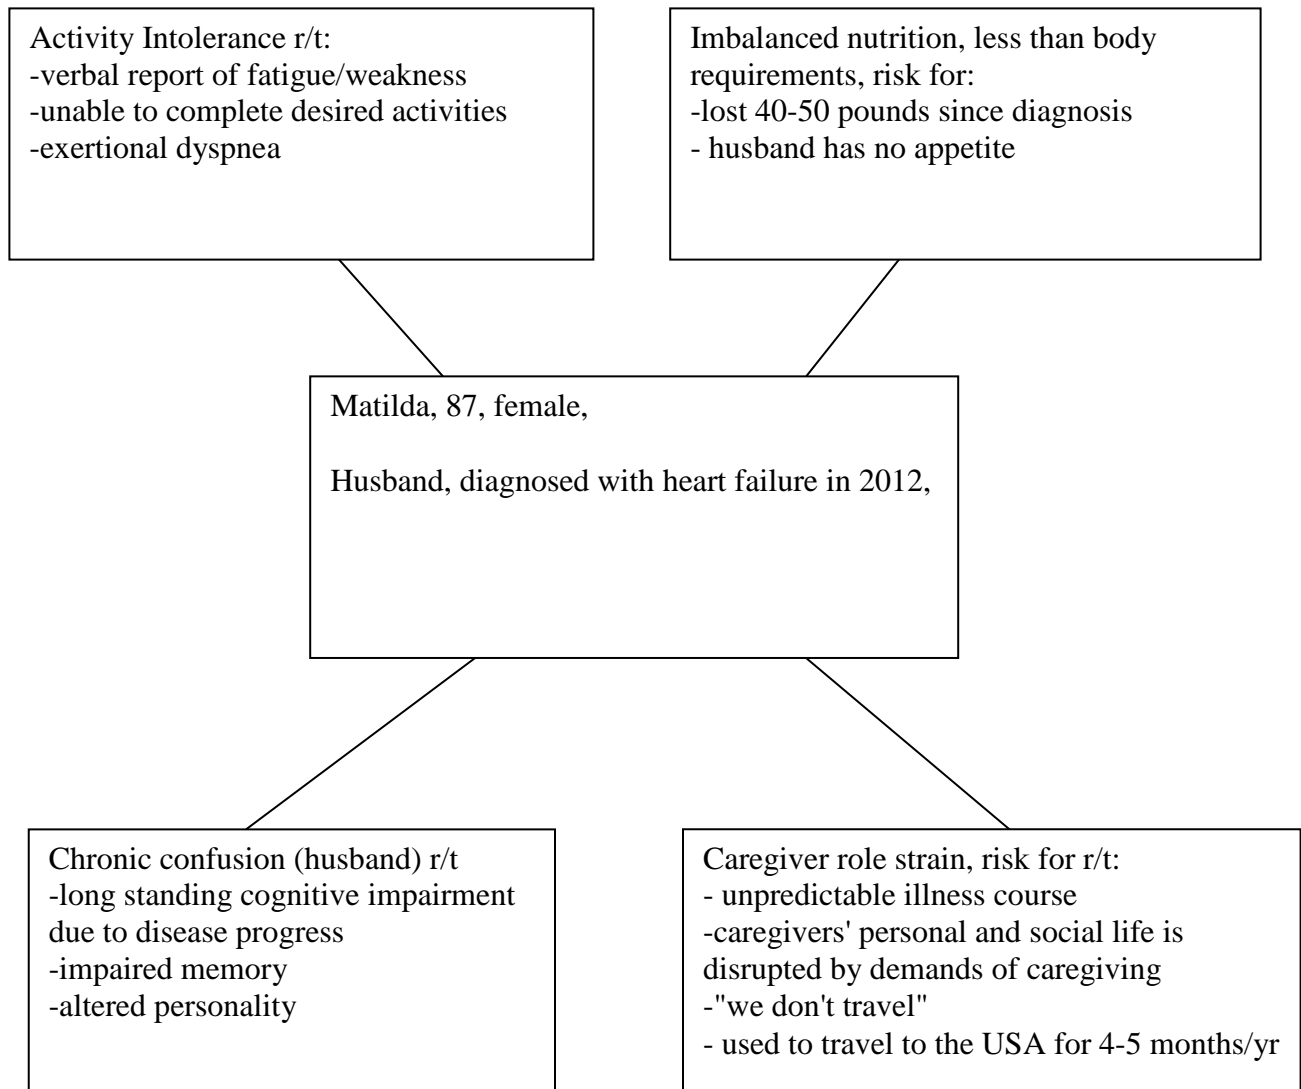 Activity Intolerance r/t:
-verbal report of fatigue/weakness
-unable to complete desired activities
-exertional dyspnea
Imbalanced nutrition, less than body
requirements, risk for:
-lost 40-50 pounds since diagnosis
- husband has no appetite
Matilda, 87, female,
Husband, diagnosed with heart failure in 2012,
Chronic confusion (husband) r/t
-long standing cognitive impairment
due to disease progress
-impaired memory
-altered personality
Caregiver role strain, risk for r/t:
- unpredictable illness course
-caregivers' personal and social life is
disrupted by demands of caregiving
-"we don't travel"
- used to travel to the USA for 4-5 months/yr